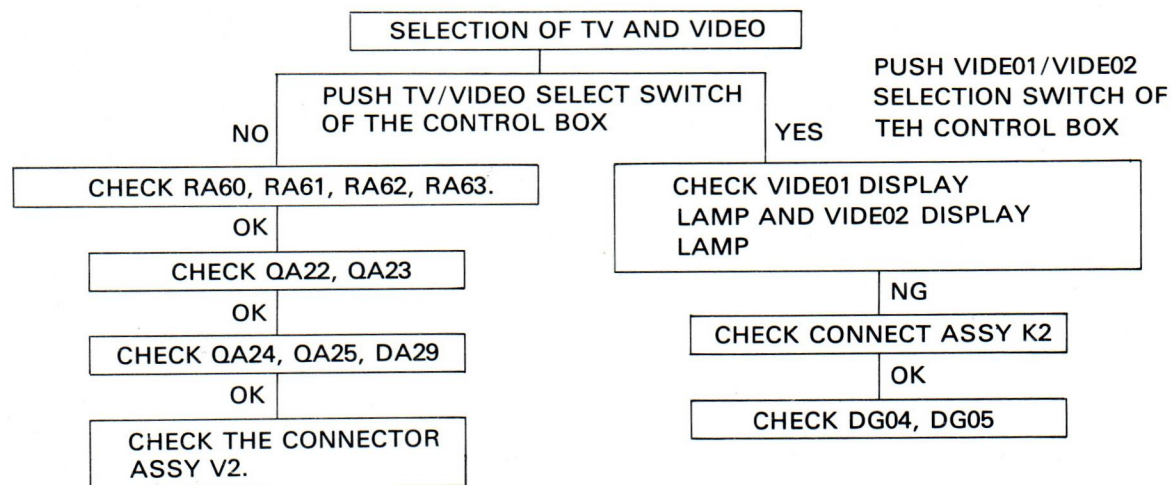 SELECTION OF TV AND VIDEO
PUSH TV/VIDEO SELECT SWITCH
OF THE CONTROL BOX
NO
YES
PUSH VIDE01/VIDE02
SELECTION SWITCH OF
TEH CONTROL BOX
CHECK RA60, RA61, RA62, RA63.
OK
CHECK QA22, QA23
OK
CHECK QA24, QA25, DA29
OK
CHECK THE CONNECTOR
ASSY V2.
CHECK VIDE01 DISPLAY
LAMP AND VIDE02 DISPLAY
LAMP
NG
CHECK CONNECT ASSY K2
OK
CHECK DG04, DG05